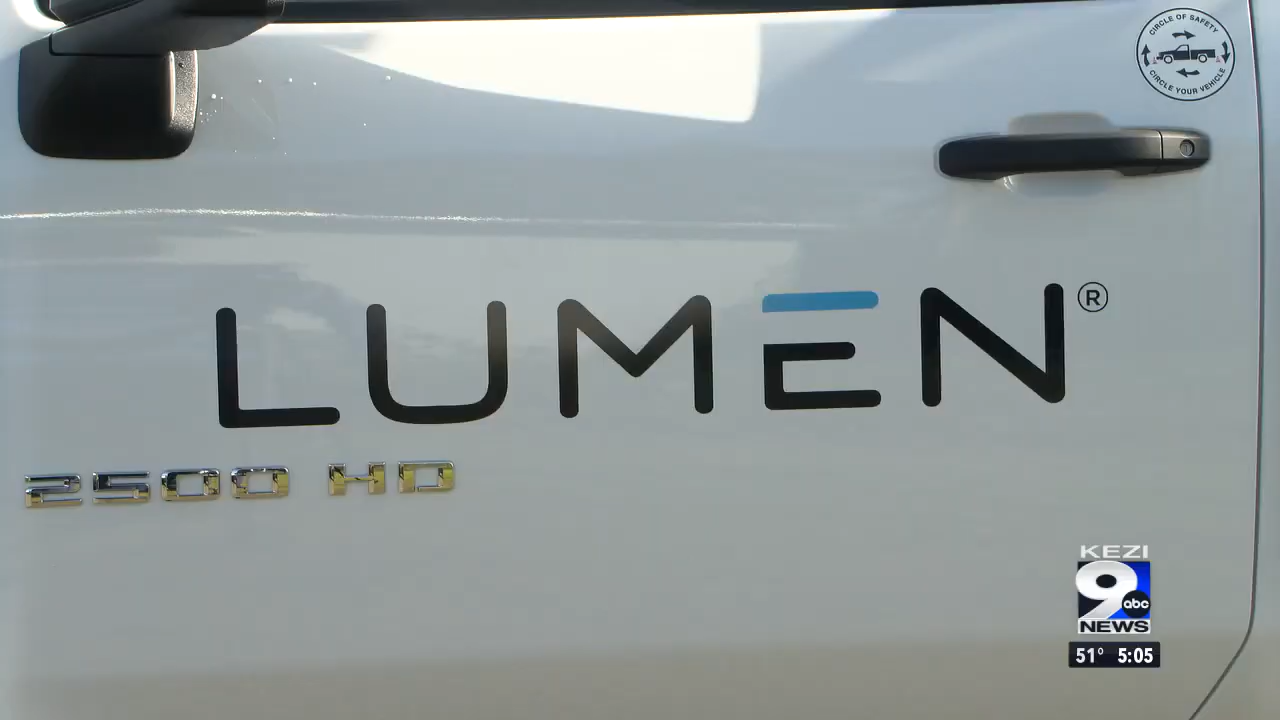 CIRCLE OF SAFETY
CIRCLE YOUR VEHICLE
LUMEN®
2500 HD
KEZI
9
abc
NEWS
51° 5:05